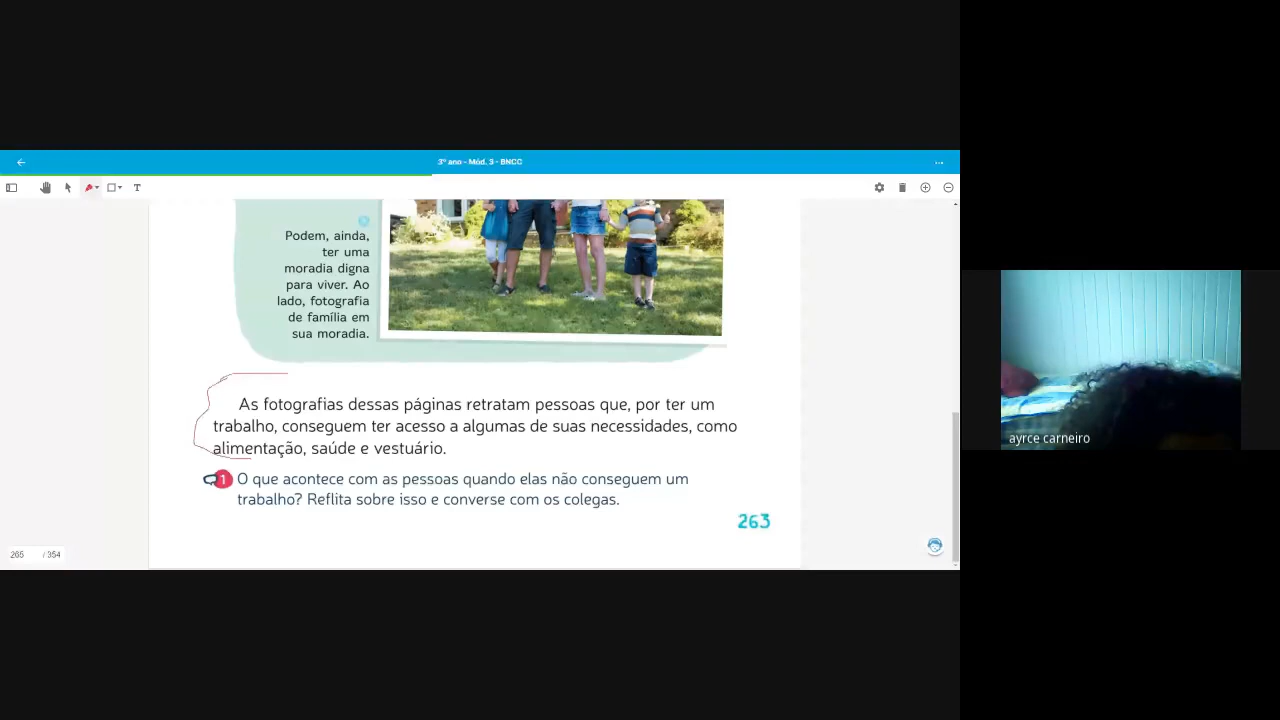 3º ano - Mód. 3 - BNCC
T
Podem, ainda,
ter uma
moradia digna
para viver. Ao
lado, fotografia
de família em
sua moradia.
As fotografias dessas páginas retratam pessoas que, por ter um
trabalho, conseguem ter acesso a algumas de suas necessidades, como
alimentação, saúde e vestuário.
1 O que acontece com as pessoas quando elas não conseguem um
trabalho? Reflita sobre isso e converse com os colegas.
263
265 / 354
ayrce carneiro